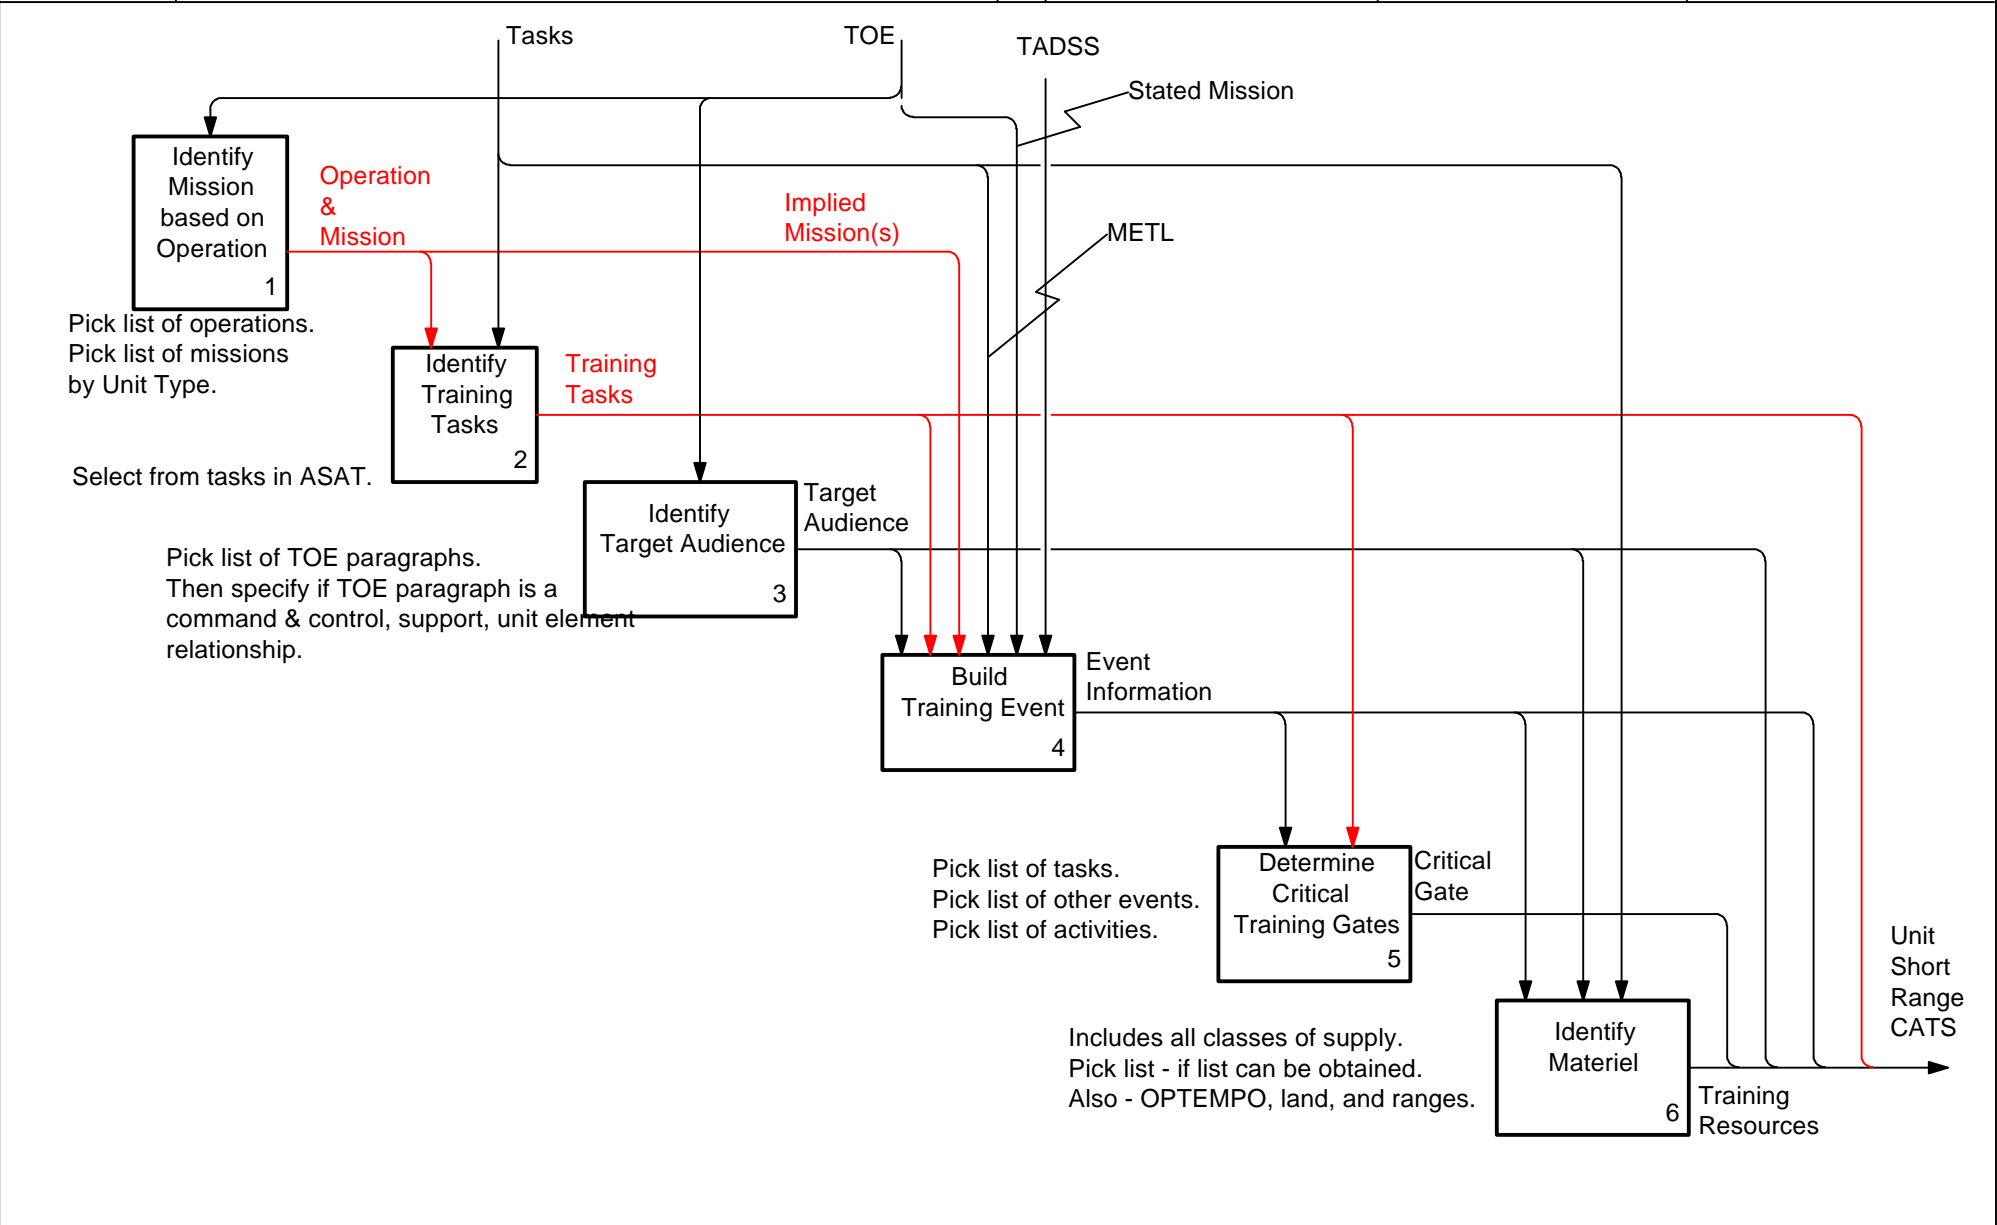 Tasks
TOE
TADSS
Stated Mission
Identify
Mission
based on
Operation
1
Operation
&
Mission
Implied
Mission(s)
METL
Pick list of operations.
Pick list of missions
by Unit Type.
Identify
Training
Tasks
2
Training
Tasks
Select from tasks in ASAT.
Identify
Target Audience
3
Target
Audience
Pick list of TOE paragraphs.
Then specify if TOE paragraph is a
command & control, support, unit element
relationship.
Build
Training Event
4
Event
Information
Pick list of tasks.
Pick list of other events.
Pick list of activities.
Determine
Critical
Training Gates
5
Critical
Gate
Unit
Short
Range
CATS
Includes all classes of supply.
Pick list - if list can be obtained.
Also - OPTEMPO, land, and ranges.
Identify
Materiel
6
Training
Resources